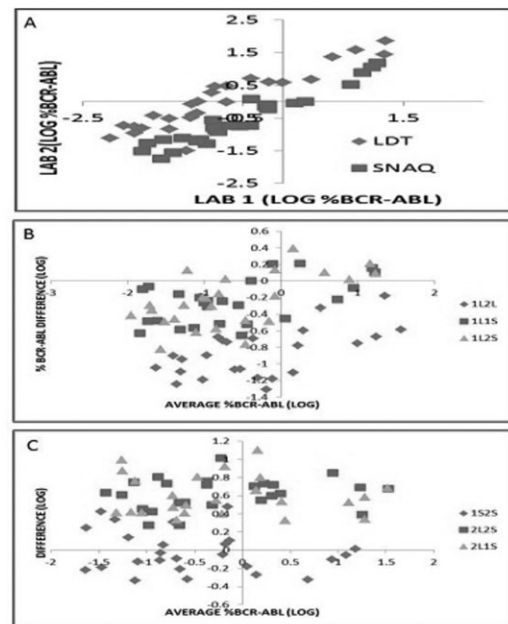 A
2.5
1.5
0.5
-2.5
-0.5
1.5
-1.5
-2.5
LDT
SNAQ
LAB 2(LOG %BCR-ABL)
LAB 1 (LOG %BCR-ABL)
B
0.6
0.4
0.2
0
-2
-1
-0.2
1
2
-0.4
-0.6
-0.8
-1
-1.2
-1.4
1L2L
1L1S
1L2S
% BCR-ABL DIFFERENCE (LOG)
AVERAGE %BCR-ABL (LOG)
C
1.2
1
0.8
0.6
0.4
0.2
0
-2
-1.5
-1
-0.5
-0.2
0.5
1
1.5
2
-0.4
-0.6
1S2S
2L2S
2L1S
DIFFERENCE (LOG)
AVERAGE %BCR-ABL (LOG)